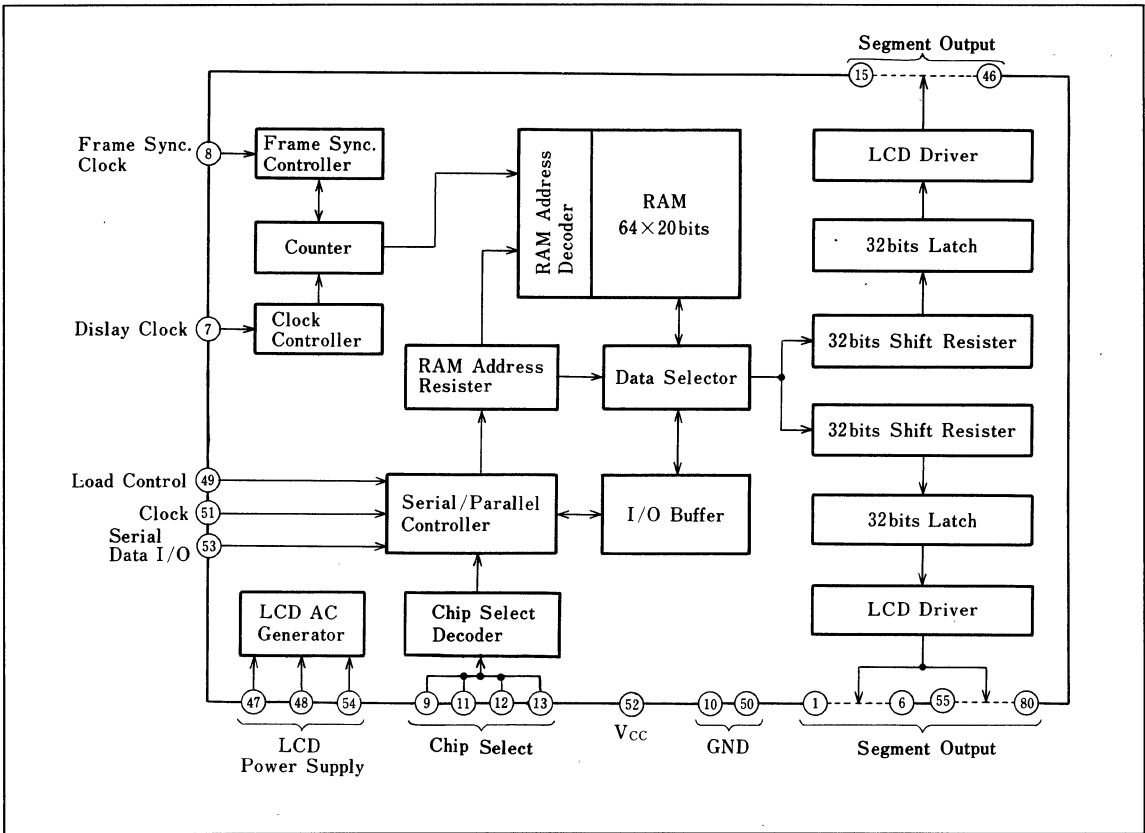 Segment Output
15
46
Frame Sync.
Clock
8
Frame Sync.
Controller
RAM Address
Decoder
RAM
64×20bits
LCD Driver
Counter
32bits Latch
Dislay Clock
7
Clock
Controller
RAM Address
Resister
Data Selector
32bits Shift Resister
32bits Shift Resister
Load Control
49
Clock
51
Serial
Data I/O
53
Serial/Parallel
Controller
I/O Buffer
32bits Latch
LCD AC
Generator
Chip Select
Decoder
LCD Driver
47
48
54
9
11
12
13
52
10
50
1
6
55
80
LCD
Power Supply
Chip Select
VCC
GND
Segment Output